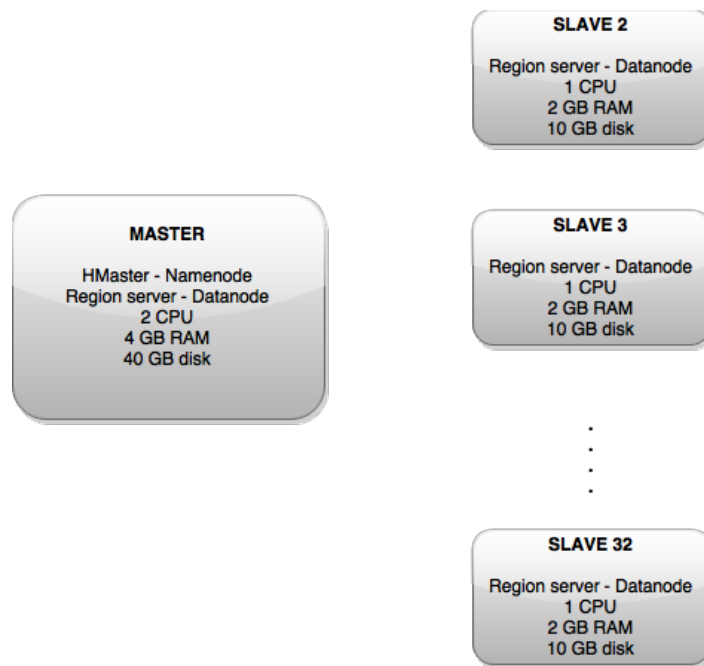 MASTER
HMaster - Namenode
Region server - Datanode
2 CPU
4 GB RAM
40 GB disk
SLAVE 2
Region server - Datanode
1 CPU
2 GB RAM
10 GB disk
SLAVE 3
Region server - Datanode
1 CPU
2 GB RAM
10 GB disk
.
.
.
.
SLAVE 32
Region server - Datanode
1 CPU
2 GB RAM
10 GB disk